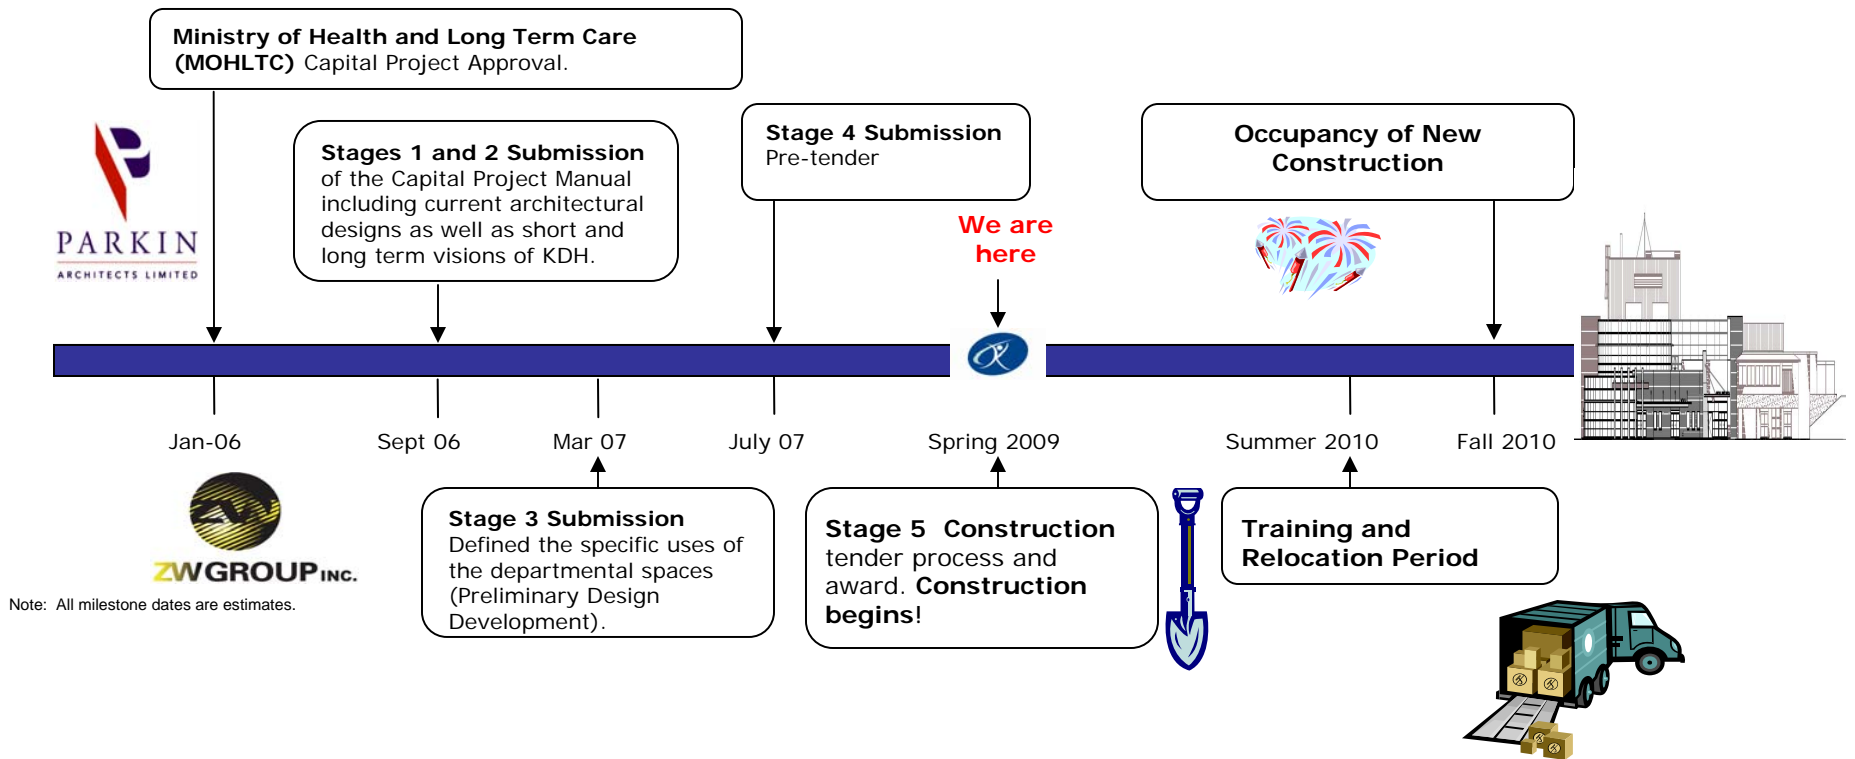 Ministry of Health and Long Term Care
(MOHLTC) Capital Project Approval.
PARKIN
ARCHITECTS LIMITED
Stages 1 and 2 Submission
of the Capital Project Manual
including current architectural
designs as well as short and
long term visions of KDH.
Stage 4 Submission
Pre-tender
We are
here
Occupancy of New
Construction
Jan-06
Sept 06
Mar 07
July 07
Spring 2009
Summer 2010
Fall 2010
ZW GROUP INC.
Note: All milestone dates are estimates.
Stage 3 Submission
Defined the specific uses of
the departmental spaces
(Preliminary Design
Development).
Stage 5 Construction
tender process and
award. Construction
begins!
Training and
Relocation Period